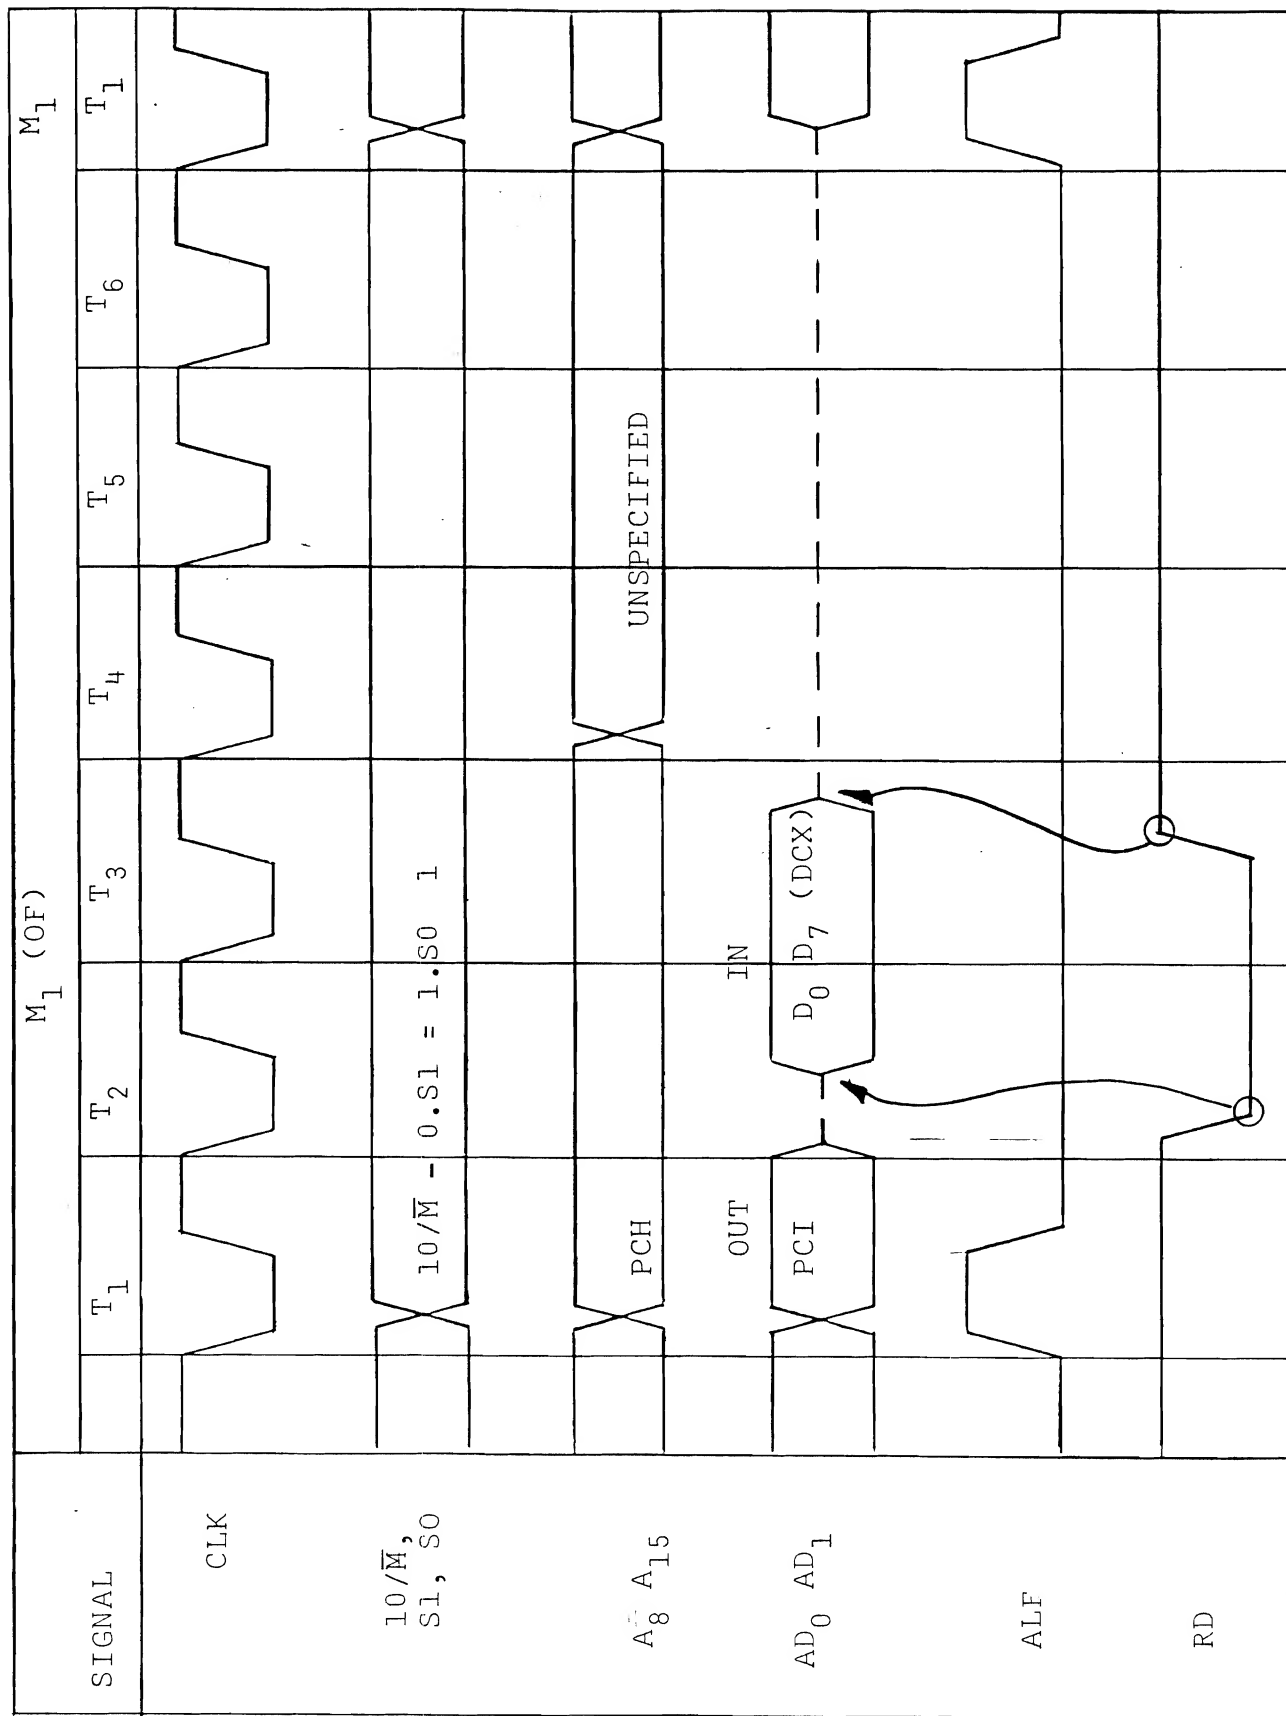 M1 (OF) M1
SIGNAL T1 T2 T3 T4 T5 T6 T1
CLK
10/M̅,
S1, S0
10/M̅ - 0.S1 = 1.S0 1
A8 A15
PCH UNSPECIFIED
OUT IN
AD0 AD1
PCI D0 D7 (DCX)
ALF
RD